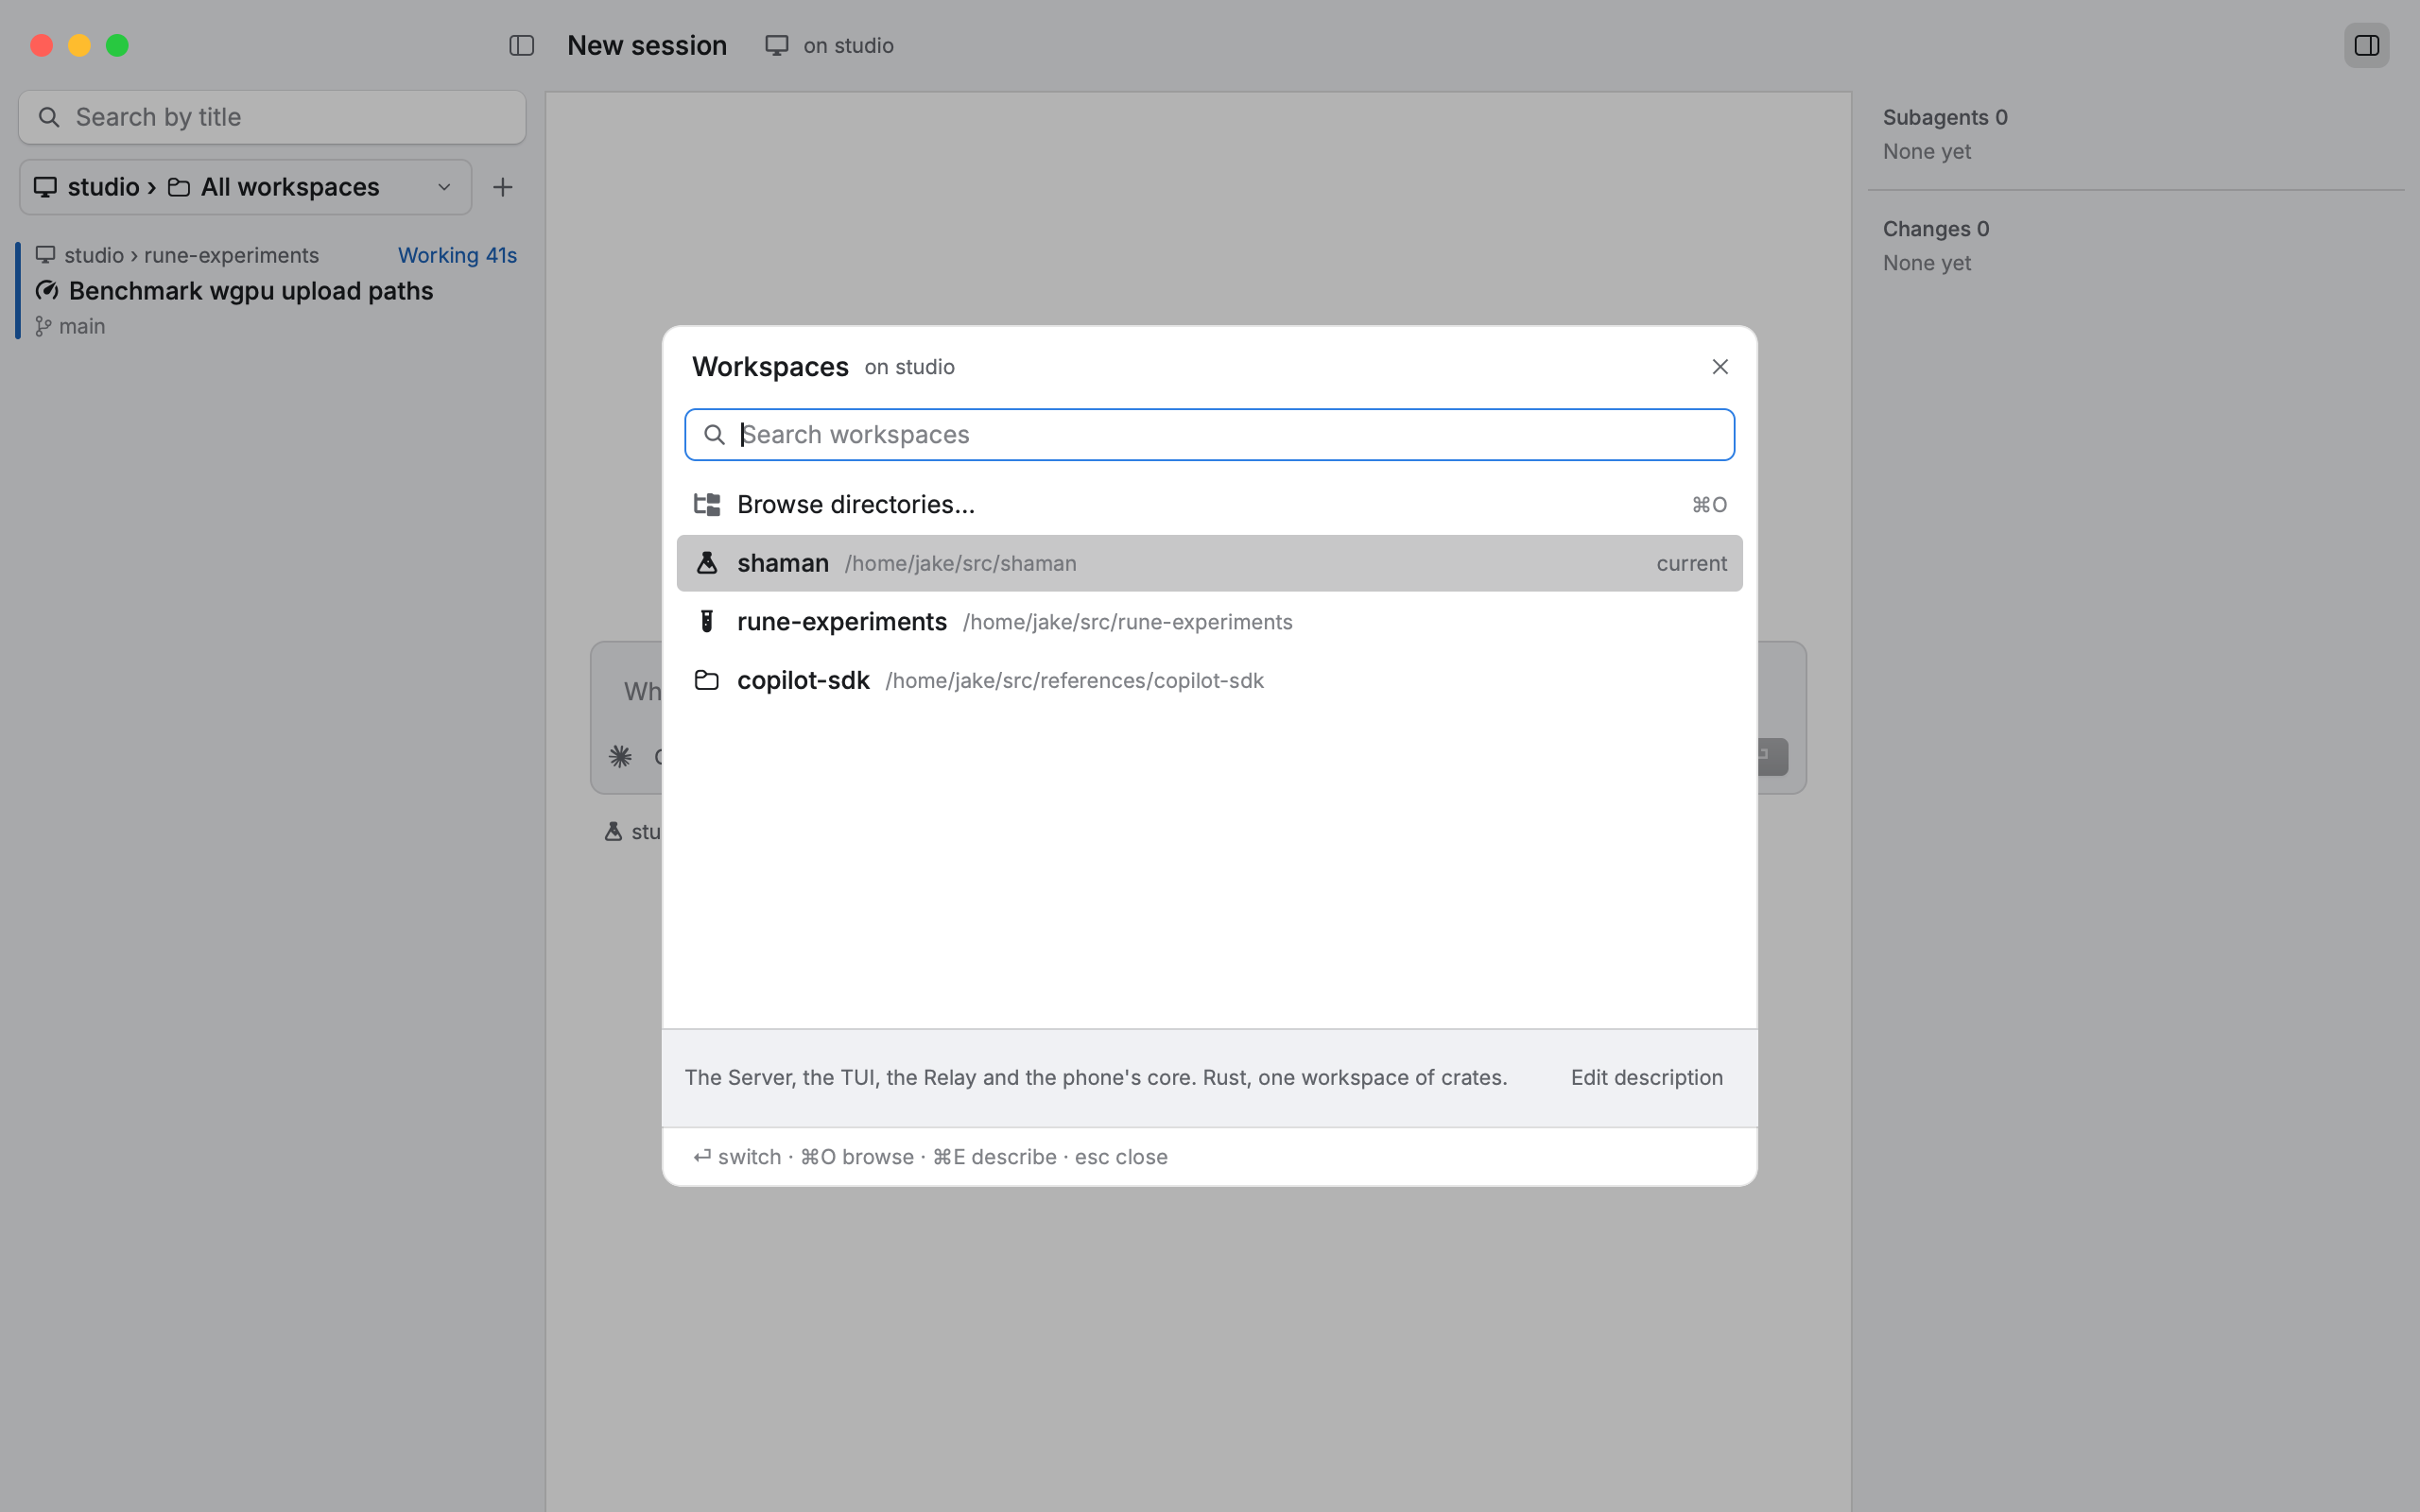 New session
on studio
Search by title
studio › All workspaces
studio › rune-experiments
Working 41s
Benchmark wgpu upload paths
main
Subagents 0
None yet
Changes 0
None yet
Workspaces on studio
Search workspaces
Browse directories... ⌘O
shaman /home/jake/src/shaman current
rune-experiments /home/jake/src/rune-experiments
copilot-sdk /home/jake/src/references/copilot-sdk
The Server, the TUI, the Relay and the phone's core. Rust, one workspace of crates.
Edit description
⏎ switch · ⌘O browse · ⌘E describe · esc close